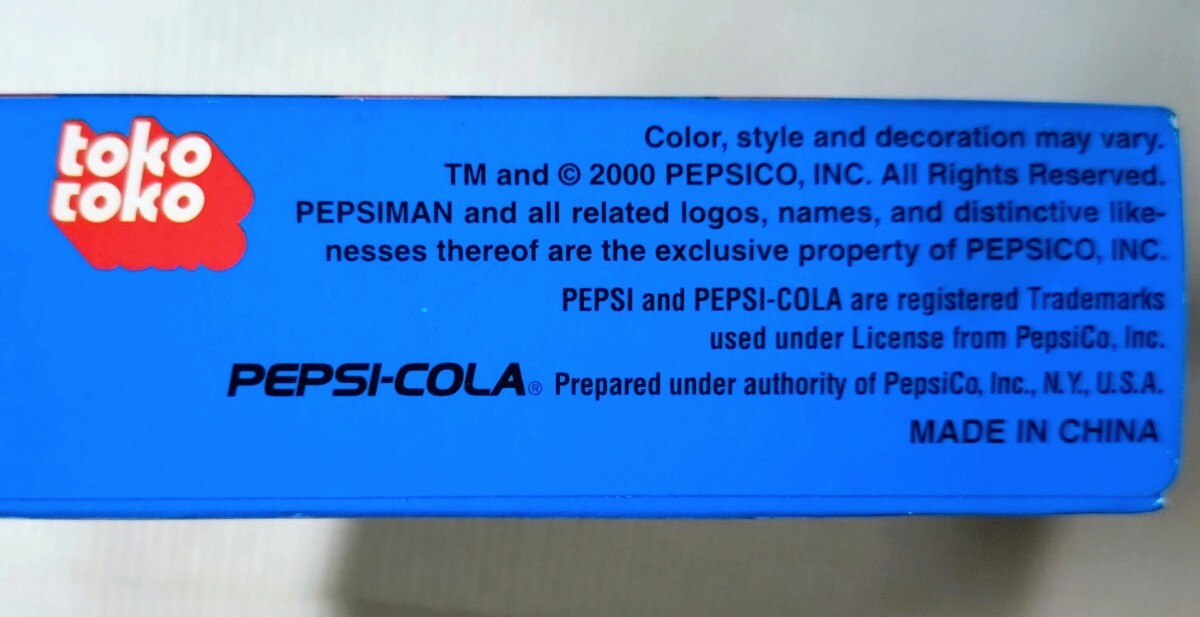 toko
toko
Color, style and decoration may vary.
TM and © 2000 PEPSICO, INC. All Rights Reserved.
PEPSIMAN and all related logos, names, and distinctive like-
nesses thereof are the exclusive property of PEPSICO, INC.
PEPSI and PEPSI-COLA are registered Trademarks
used under License from PepsiCo, Inc.
PEPSI-COLA® Prepared under authority of PepsiCo, Inc., N.Y., U.S.A.
MADE IN CHINA